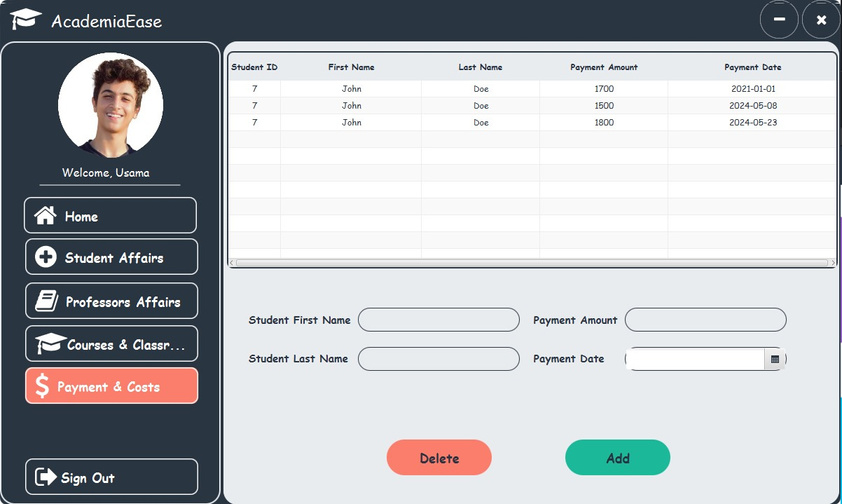 AcademiaEase
Welcome, Usama
Home
Student Affairs
Professors Affairs
Courses & Classr...
Payment & Costs
Sign Out
Student ID First Name Last Name Payment Amount Payment Date
7 John Doe 1700 2021-01-01
7 John Doe 1500 2024-05-08
7 John Doe 1800 2024-05-23
Student First Name Payment Amount
Student Last Name Payment Date
Delete Add